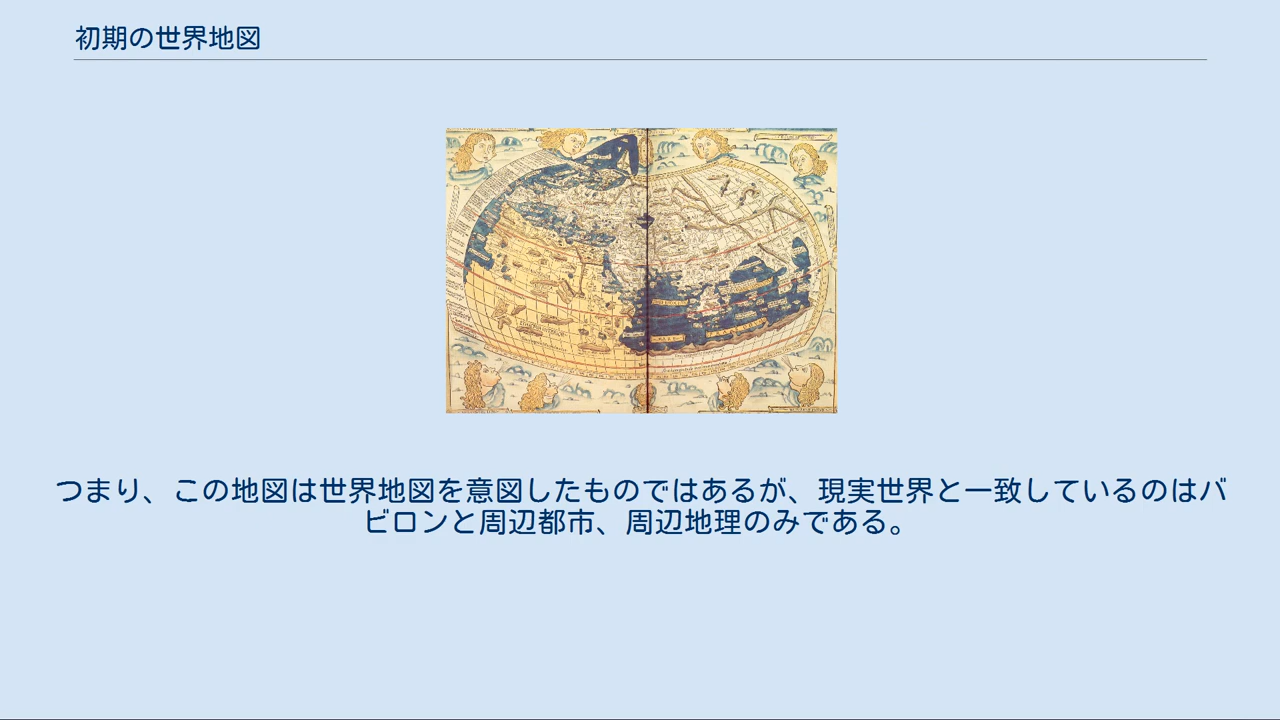 初期の世界地図
つまり、この地図は世界地図を意図したものではあるが、現実世界と一致しているのはバ
ビロンと周辺都市、周辺地理のみである。